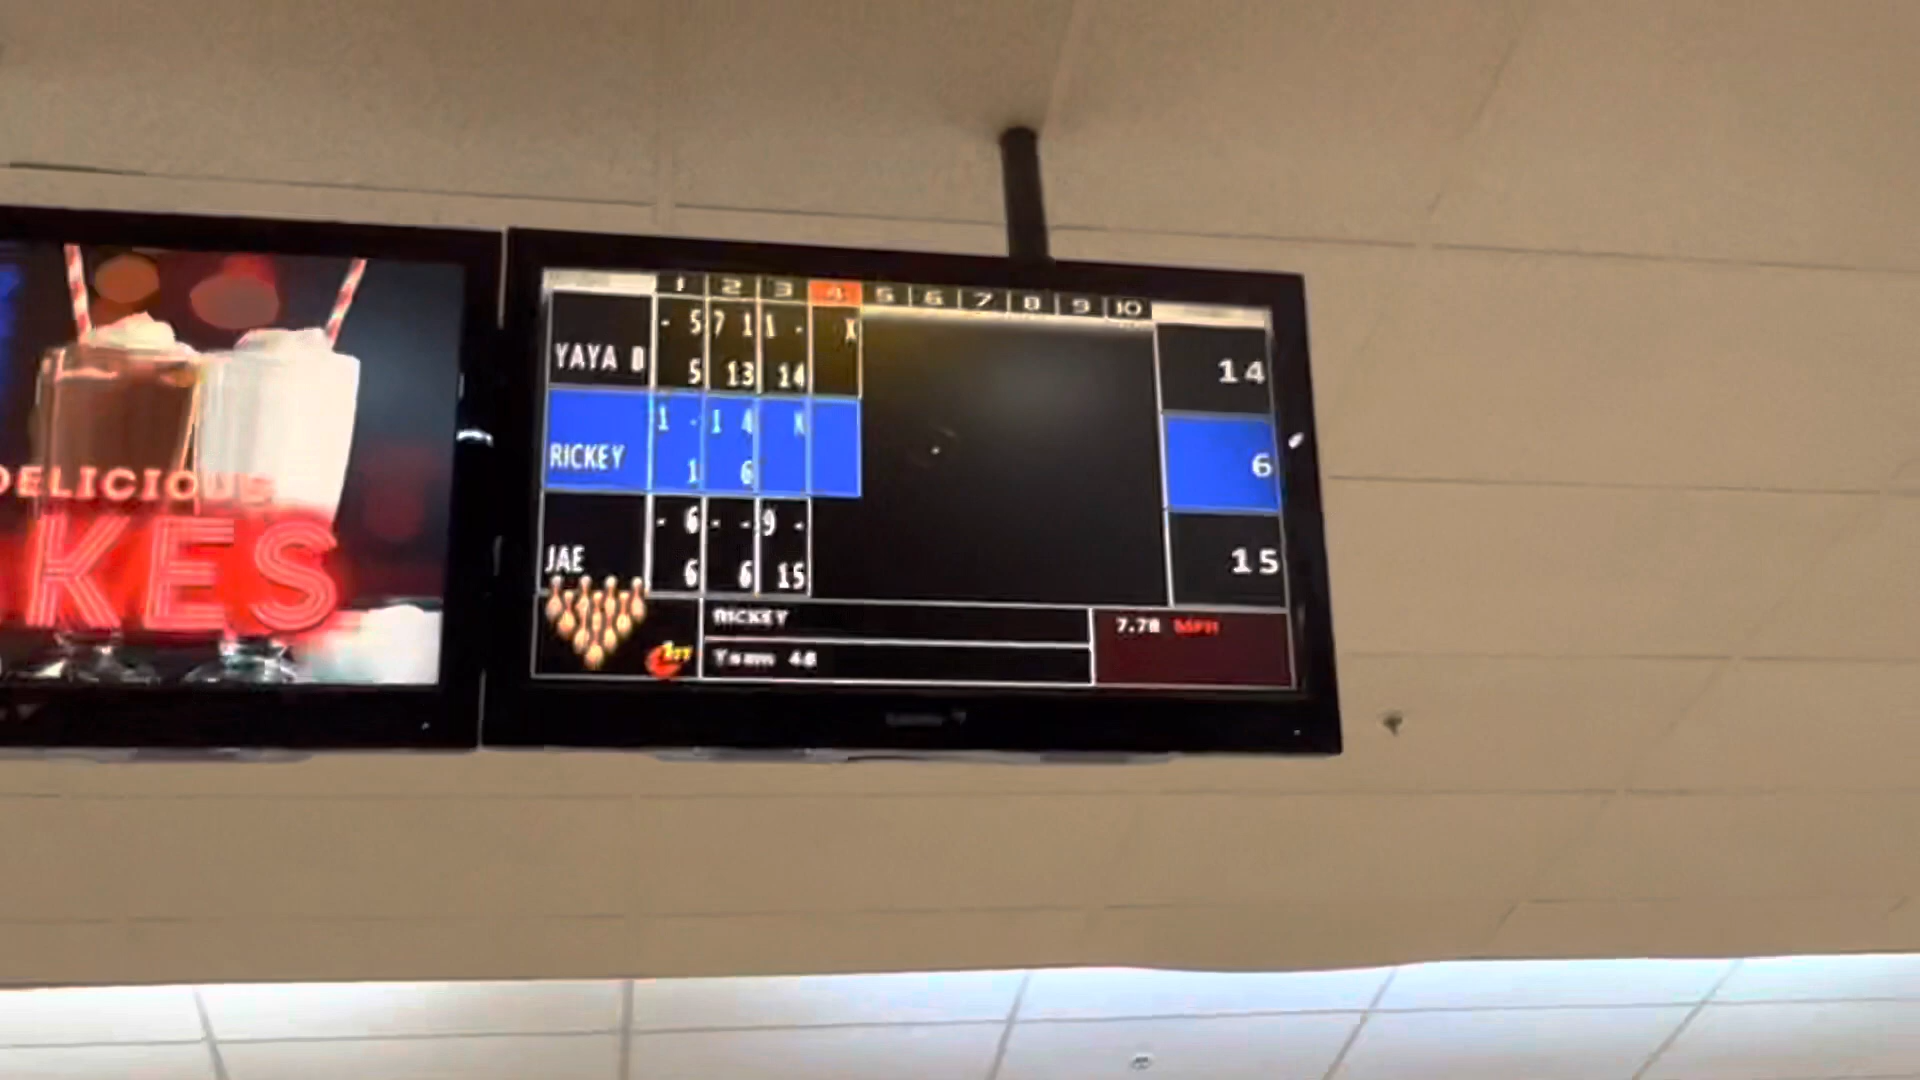 DELICIOUS
KES
1 2 3 4 5 6 7 8 9 10
- 5 7 1 1 - X
YAYA
5 13 14 14
1 - 1 4 X
RICKEY
1 6 6
- 6 - - 9 -
JAE
6 6 15 15
RICKEY
7.78 MPH
Team 48